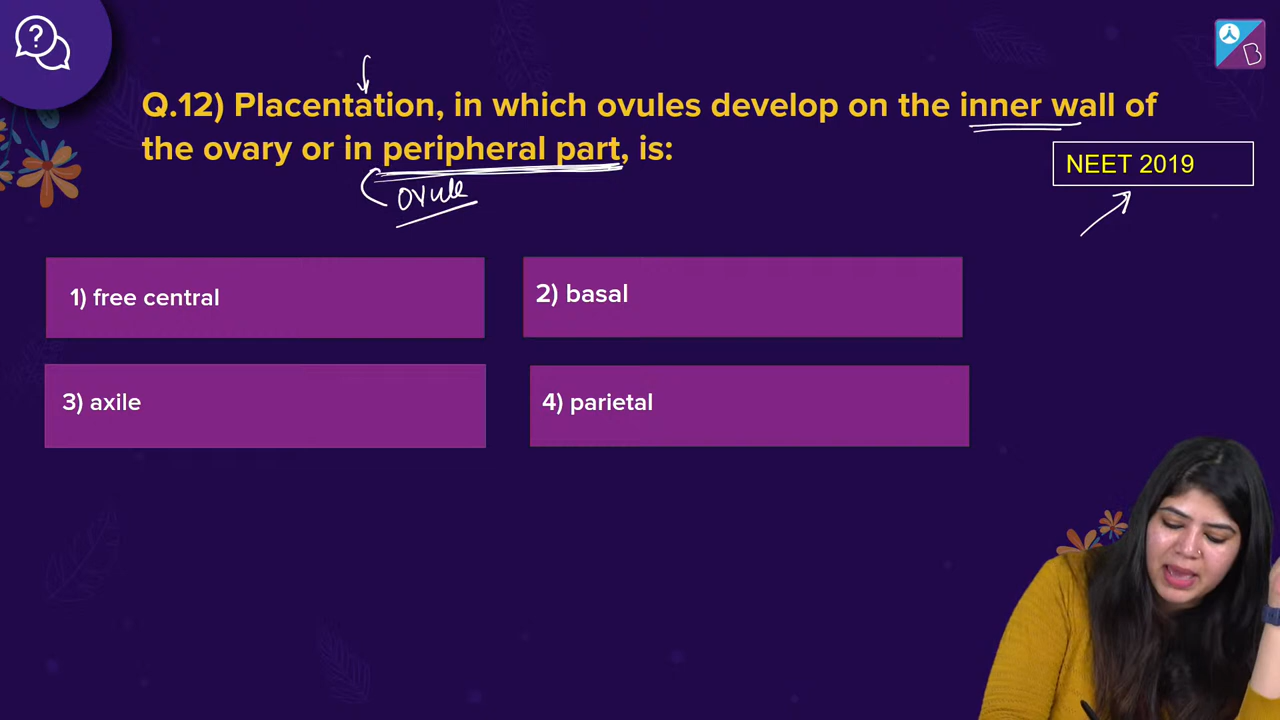 Q.12) Placentation, in which ovules develop on the inner wall of
the ovary or in peripheral part, is:
NEET 2019
ovule
1) free central
2) basal
3) axile
4) parietal
?
B